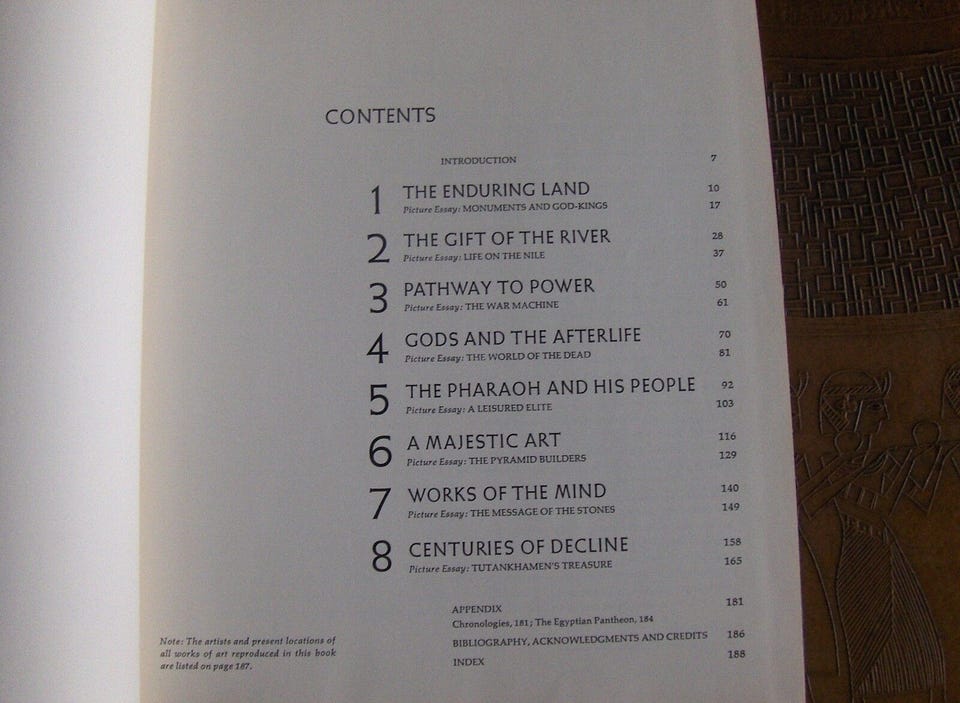 CONTENTS
INTRODUCTION 7
1 THE ENDURING LAND 10
Picture Essay: MONUMENTS AND GOD-KINGS 17
2 THE GIFT OF THE RIVER 28
Picture Essay: LIFE ON THE NILE 37
3 PATHWAY TO POWER 50
Picture Essay: THE WAR MACHINE 61
4 GODS AND THE AFTERLIFE 70
Picture Essay: THE WORLD OF THE DEAD 81
5 THE PHARAOH AND HIS PEOPLE 92
Picture Essay: A LEISURED ELITE 103
6 A MAJESTIC ART 116
Picture Essay: THE PYRAMID BUILDERS 129
7 WORKS OF THE MIND 140
Picture Essay: THE MESSAGE OF THE STONES 149
8 CENTURIES OF DECLINE 158
Picture Essay: TUTANKHAMEN'S TREASURE 165
APPENDIX 181
Chronologies, 181; The Egyptian Pantheon, 184
BIBLIOGRAPHY, ACKNOWLEDGMENTS AND CREDITS 186
INDEX 188
Note: The artists and present locations of
all works of art reproduced in this book
are listed on page 187.